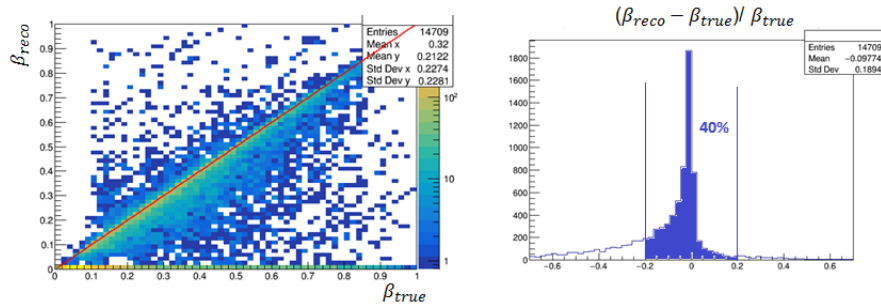 β_reco
Entries 14709
Mean x 0.32
Mean y 0.2122
Std Dev x 0.2274
Std Dev y 0.2281
1
0.9
0.8
0.7
0.6
0.5
0.4
0.3
0.2
0.1
0
0 0.1 0.2 0.3 0.4 0.5 0.6 0.7 0.8 0.9 1
10²
10
1
β_true
(β_reco − β_true)/ β_true
Entries 14709
Mean −0.09774
Std Dev 0.1894
1800
1600
1400
1200
1000
800
600
400
200
0
40%
−0.6 −0.4 −0.2 0 0.2 0.4 0.6